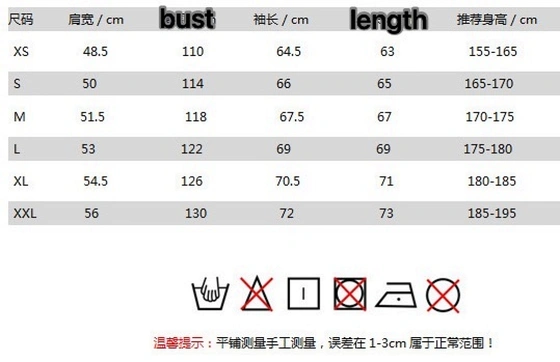 尺码 肩宽 / cm bust 袖长 / cm length 推荐身高 / cm
XS 48.5 110 64.5 63 155-165
S 50 114 66 65 165-170
M 51.5 118 67.5 67 170-175
L 53 122 69 69 175-180
XL 54.5 126 70.5 71 180-185
XXL 56 130 72 73 185-195
温馨提示：平铺测量手工测量，误差在 1-3cm 属于正常范围！